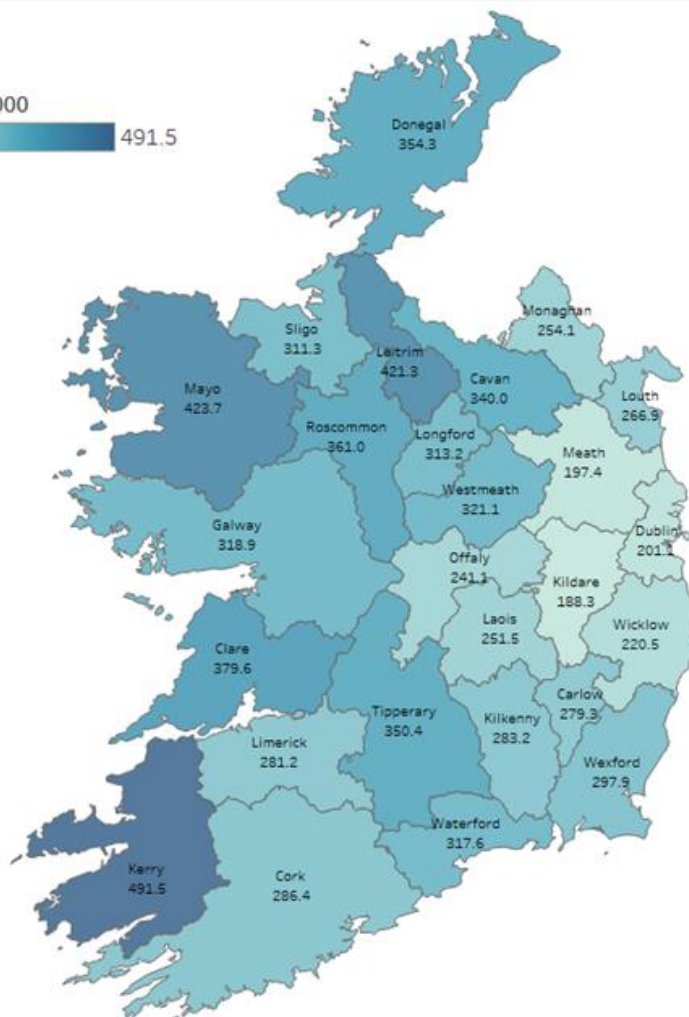 000
491.5
Donegal
354.3
Monaghan
254.1
Sligo
311.3
Leitrim
421.3
Cavan
340.0
Louth
266.9
Mayo
423.7
Roscommon
361.0
Longford
313.2
Meath
197.4
Westmeath
321.1
Galway
318.9
Dublin
Offaly
241.1
Kildare
188.3
Laois
251.5
Wicklow
220.5
Clare
379.6
Carlow
279.3
Tipperary
350.4
Kilkenny
283.2
Limerick
281.2
Wexford
297.9
Waterford
317.6
Kerry
491.5
Cork
286.4